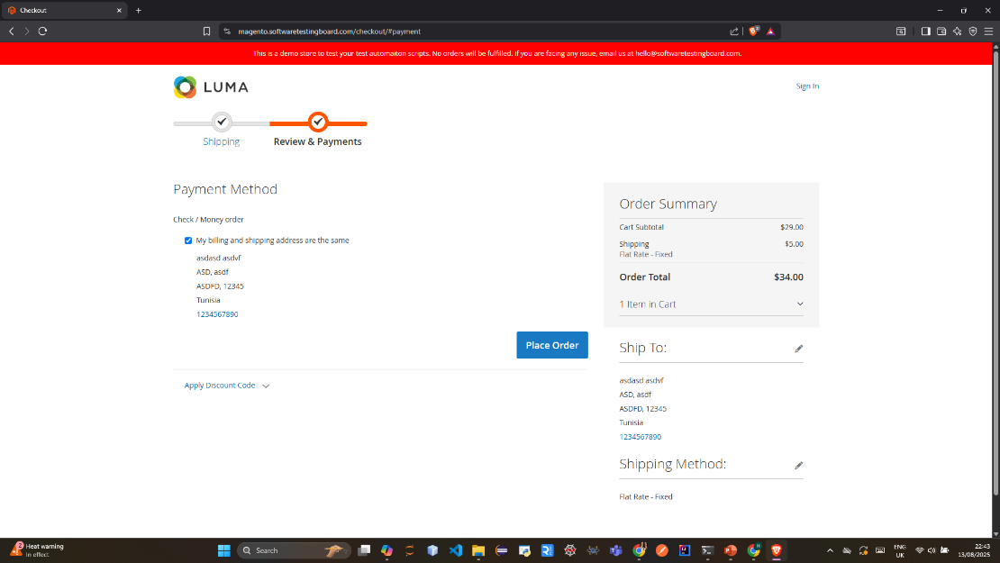 Checkout
magento.softwaretestingboard.com/checkout/#payment
This is a demo store to test your test automaiton scripts. No orders will be fulfilled. If you are facing any issue, email us at hello@softwaretestingboard.com.
LUMA
Sign In
Shipping
Review & Payments
Payment Method
Check / Money order
My billing and shipping address are the same
asdasd asdvf
ASD, asdf
ASDFD, 12345
Tunisia
1234567890
Place Order
Apply Discount Code
Order Summary
Cart Subtotal $29.00
Shipping $5.00
Flat Rate - Fixed
Order Total $34.00
1 Item in Cart
Ship To:
asdasd asdvf
ASD, asdf
ASDFD, 12345
Tunisia
1234567890
Shipping Method:
Flat Rate - Fixed
2
Heat warning
In effect
Search
ENG
UK
22:43
13/08/2025